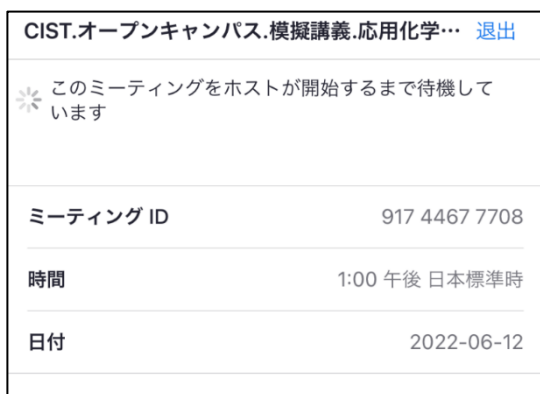 CIST.オープンキャンパス.模擬講義.応用化学… 退出
このミーティングをホストが開始するまで待機して
います
ミーティング ID 917 4467 7708
時間 1:00 午後 日本標準時
日付 2022-06-12